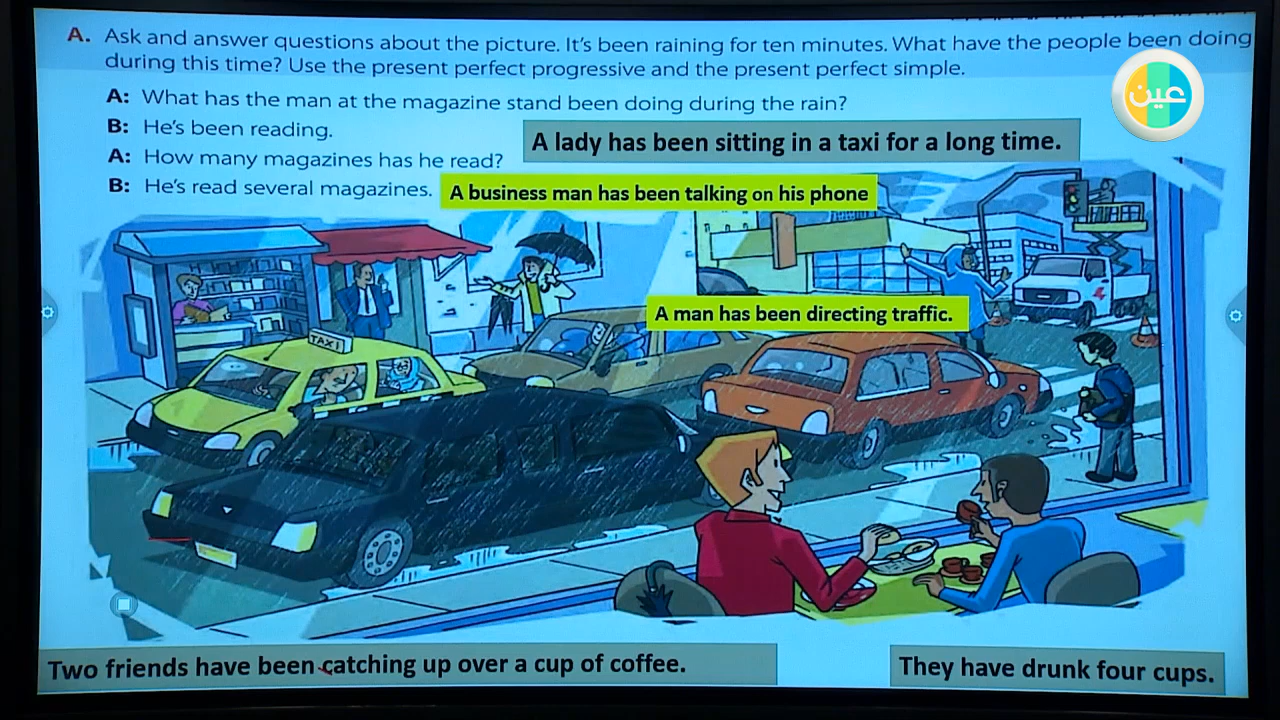 A. Ask and answer questions about the picture. It's been raining for ten minutes. What have the people been doing
during this time? Use the present perfect progressive and the present perfect simple.
A: What has the man at the magazine stand been doing during the rain?
B: He's been reading.
A: How many magazines has he read?
B: He's read several magazines.
عين
A lady has been sitting in a taxi for a long time.
A business man has been talking on his phone
A man has been directing traffic.
TAXI
Two friends have been catching up over a cup of coffee.
They have drunk four cups.